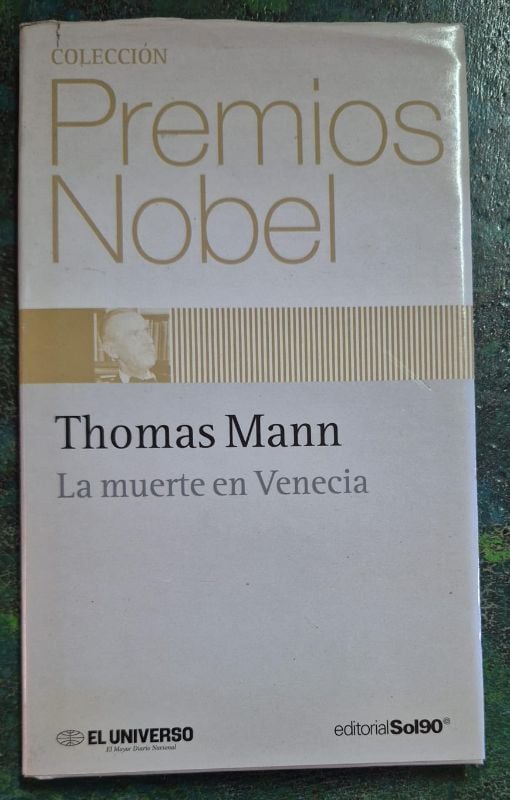 COLECCIÓN
Premios
Nobel
Thomas Mann
La muerte en Venecia
EL UNIVERSO
El Mayor Diario Nacional
editorialSol90©